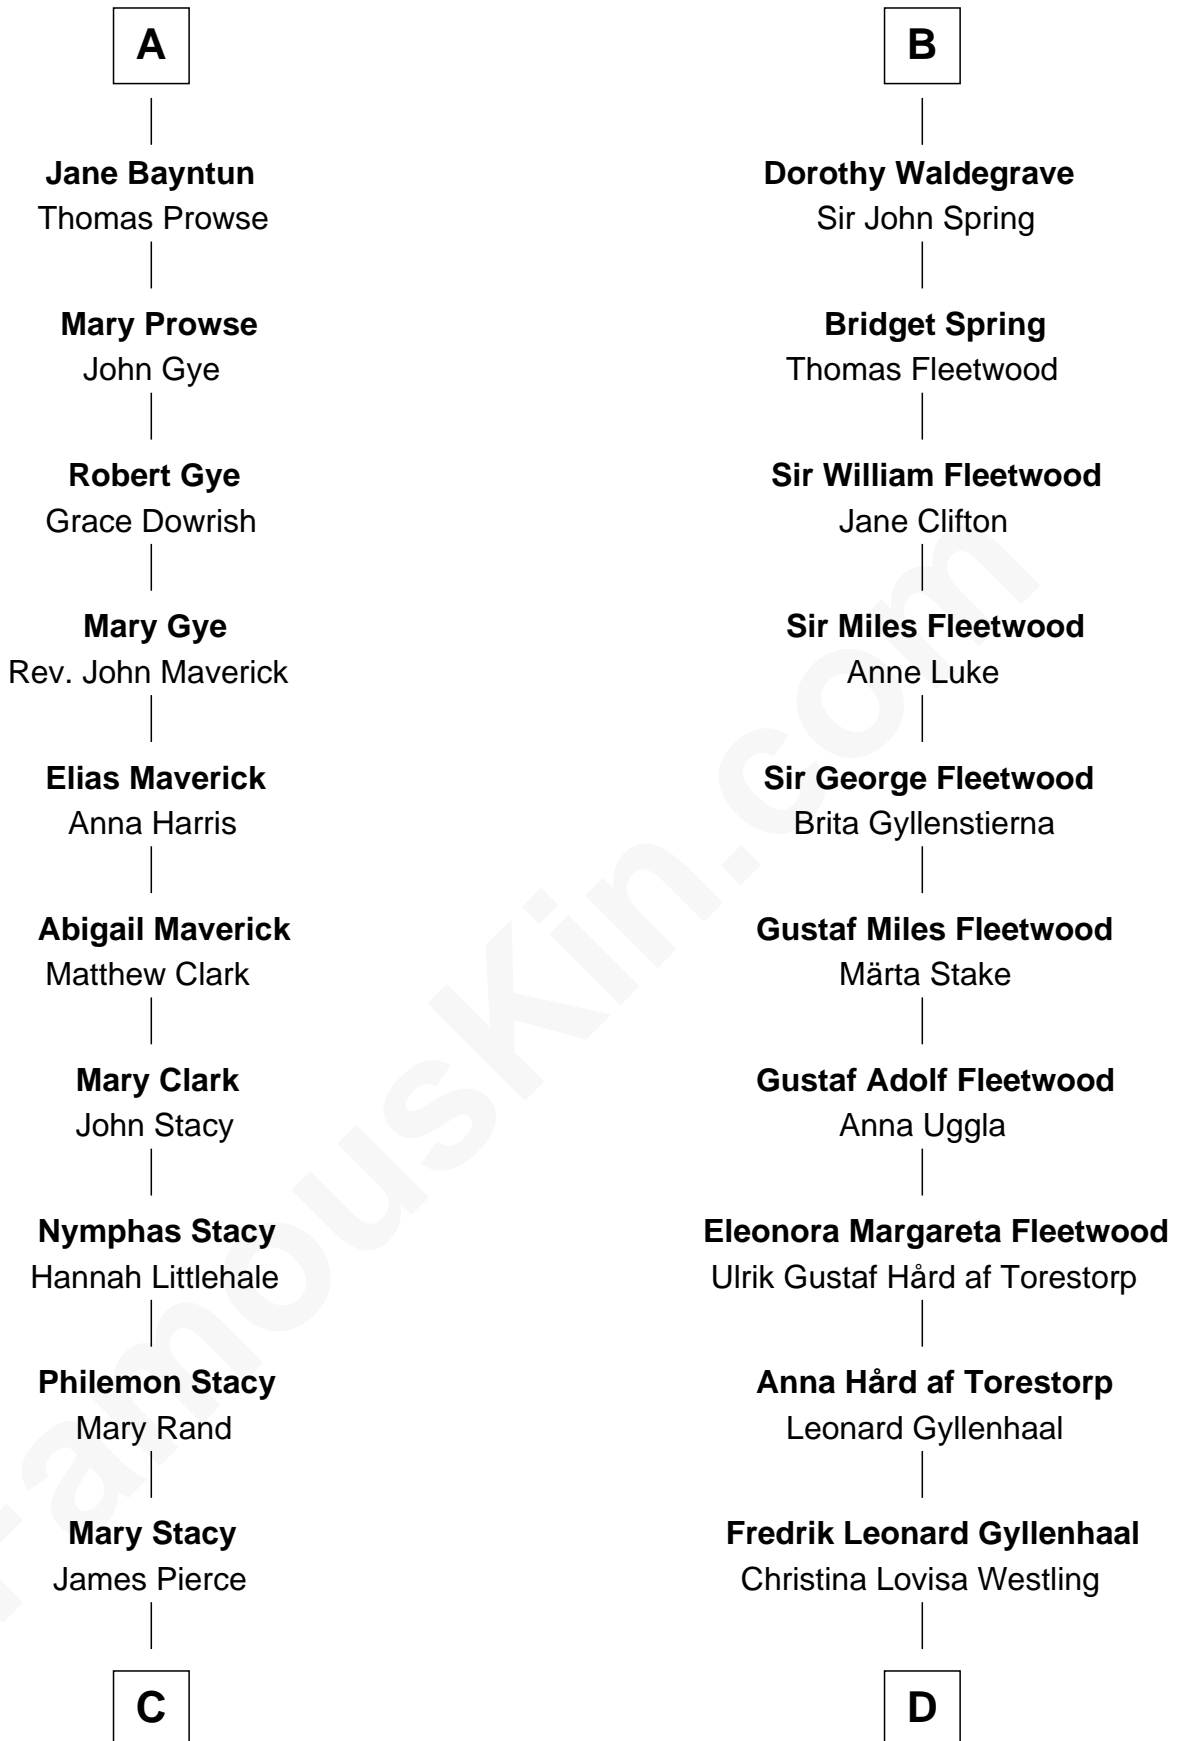 A
Jane Bayntun
Thomas Prowse
Mary Prowse
John Gye
Robert Gye
Grace Dowrish
Mary Gye
Rev. John Maverick
Elias Maverick
Anna Harris
Abigail Maverick
Matthew Clark
Mary Clark
John Stacy
Nymphas Stacy
Hannah Littlehale
Philemon Stacy
Mary Rand
Mary Stacy
James Pierce
C
B
Dorothy Waldegrave
Sir John Spring
Bridget Spring
Thomas Fleetwood
Sir William Fleetwood
Jane Clifton
Sir Miles Fleetwood
Anne Luke
Sir George Fleetwood
Brita Gyllenstierna
Gustaf Miles Fleetwood
Märta Stake
Gustaf Adolf Fleetwood
Anna Uggla
Eleonora Margareta Fleetwood
Ulrik Gustaf Hård af Torestorp
Anna Hård af Torestorp
Leonard Gyllenhaal
Fredrik Leonard Gyllenhaal
Christina Lovisa Westling
D
FamousKin.com